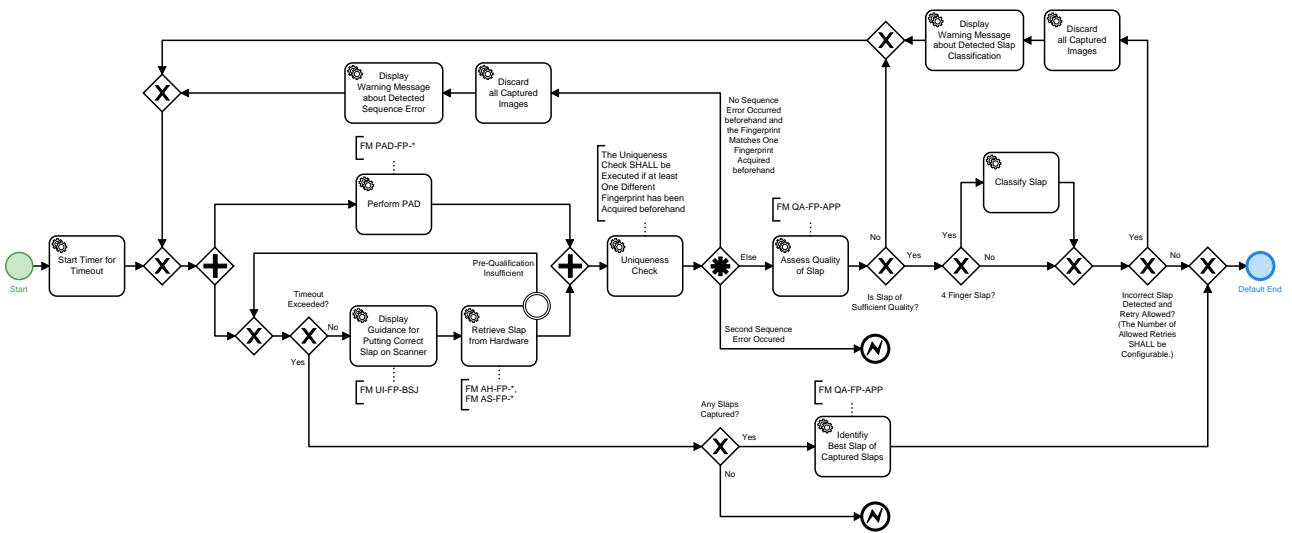 Display
Warning Message
about Detected Slap
Classification
Discard
all Captured
Images
Display
Warning Message
about Detected
Sequence Error
Discard
all Captured
Images
No Sequence
Error Occurred
beforehand and
the Fingerprint
Matches One
Fingerprint
Acquired
beforehand
FM PAD-FP-*
The Uniqueness
Check SHALL be
Executed if at least
One Different
Fingerprint has been
Acquired beforehand
Perform PAD
Classify Slap
FM QA-FP-APP
Start
Start Timer for
Timeout
Pre-Qualification
Insufficient
Uniqueness
Check
Else
Assess Quality
of Slap
No
Yes
Is Slap of
Sufficient Quality?
Yes
No
4 Finger Slap?
Yes
No
Incorrect Slap
Detected and
Retry Allowed?
(The Number of
Allowed Retries
SHALL be
Configurable.)
Default End
Timeout
Exceeded?
No
Yes
Display
Guidance for
Putting Correct
Slap on Scanner
Retrieve Slap
from Hardware
Second Sequence
Error Occured
FM UI-FP-BSJ
FM AH-FP-*,
FM AS-FP-*
FM QA-FP-APP
Any Slaps
Captured?
Yes
No
Identifiy
Best Slap of
Captured Slaps